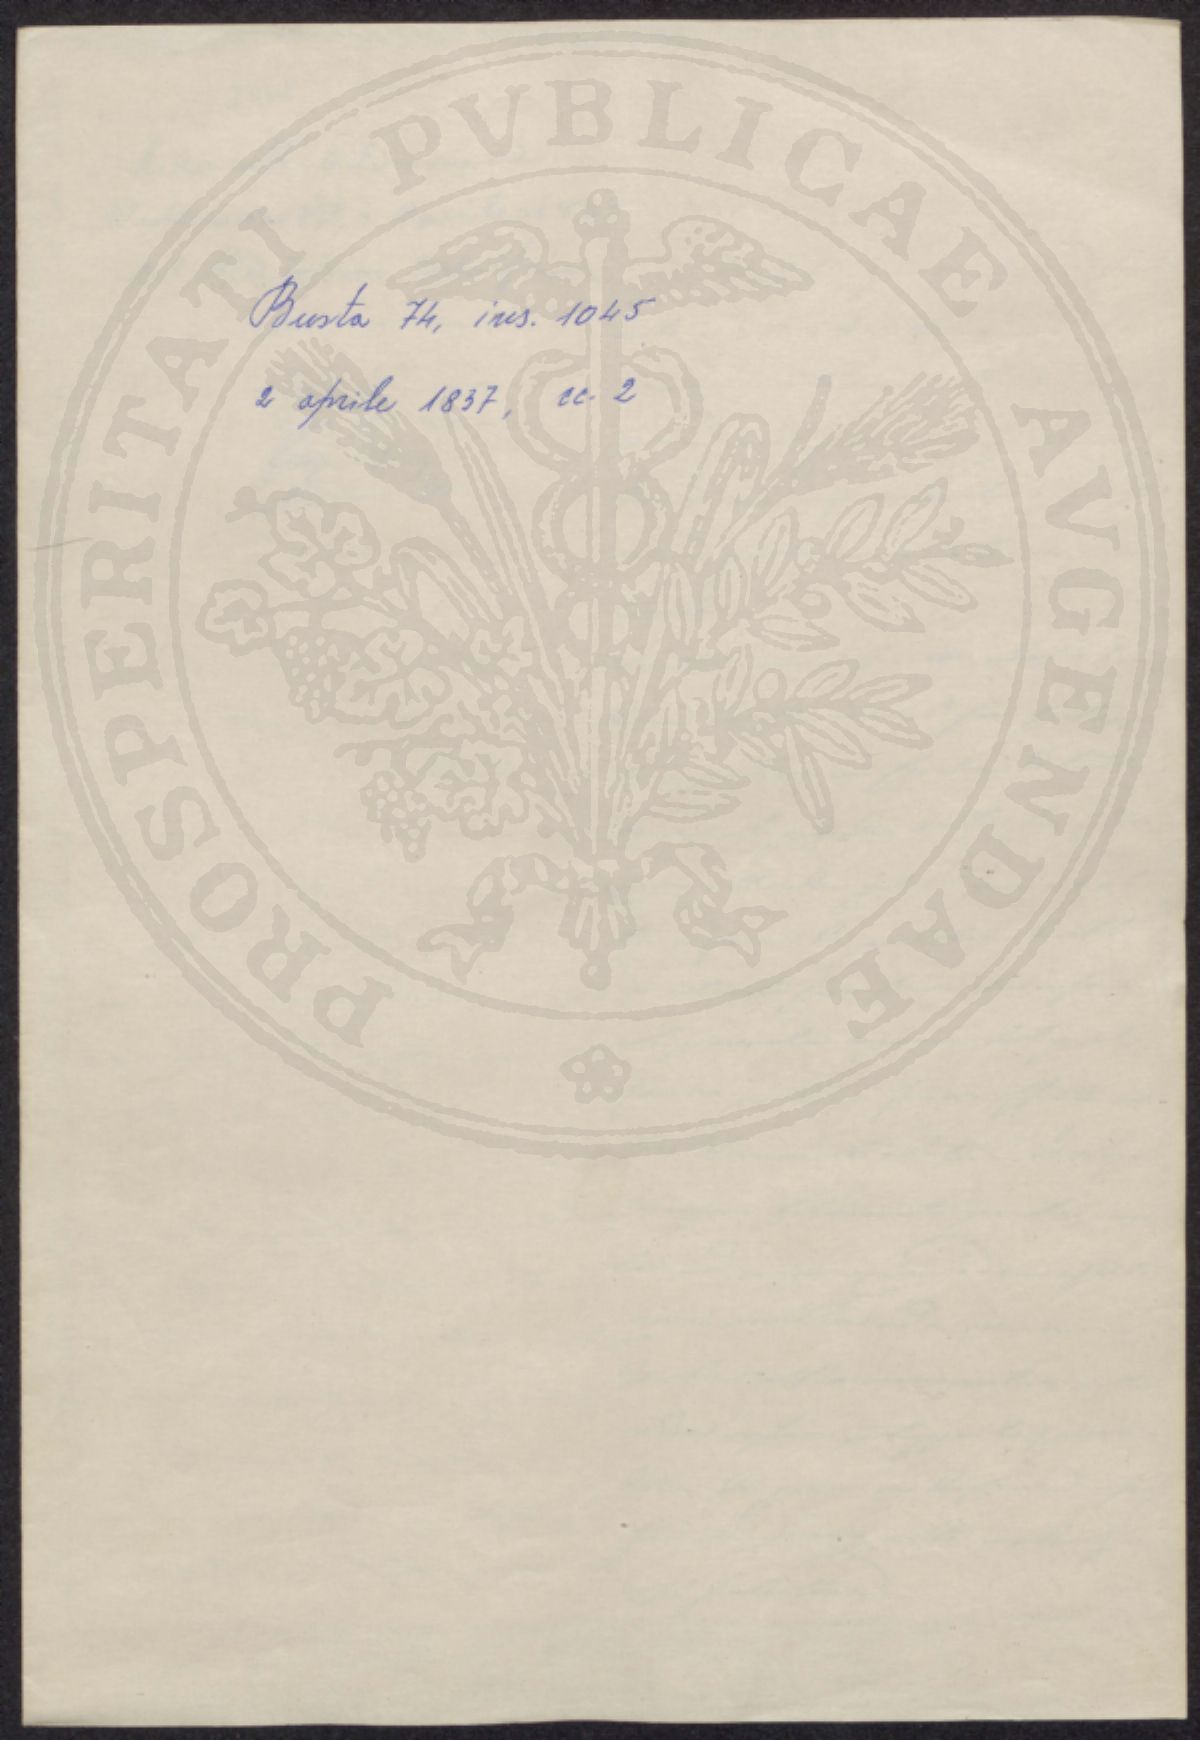 PROSPERITATI PVBLICAE AVGENDAE
Busta 74, ins. 1045
2 aprile 1837, cc. 2